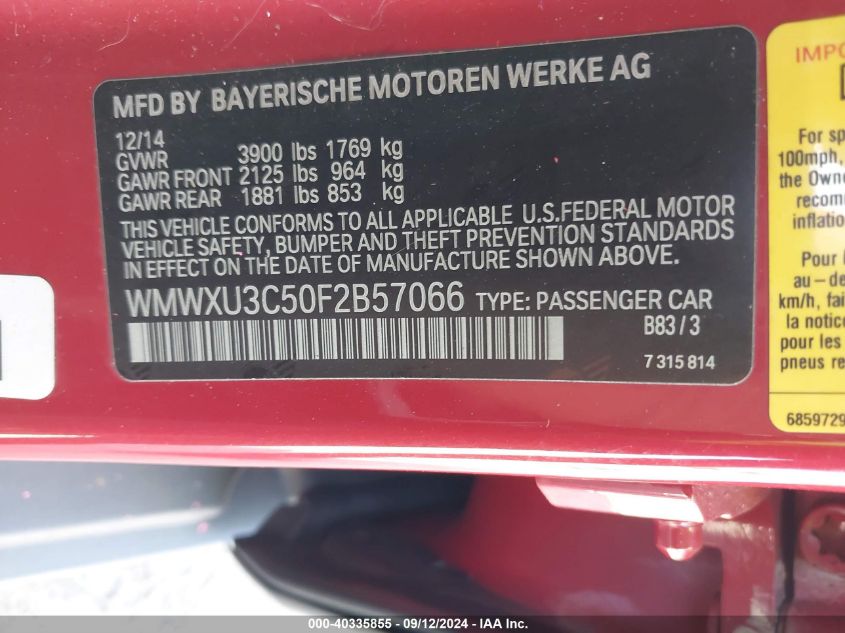 MFD BY BAYERISCHE MOTOREN WERKE AG
12/14
GVWR 3900 lbs 1769 kg
GAWR FRONT 2125 lbs 964 kg
GAWR REAR 1881 lbs 853 kg
THIS VEHICLE CONFORMS TO ALL APPLICABLE U.S.FEDERAL MOTOR
VEHICLE SAFETY, BUMPER AND THEFT PREVENTION STANDARDS
IN EFFECT ON THE DATE OF MANUFACTURE SHOWN ABOVE.
WMWXU3C50F2B57066 TYPE: PASSENGER CAR
B83/3
7 315 814
IMPO
For sp
100mph,
the Owne
recomm
inflation
Pour l
au-de
km/h, fai
la notice
pour les
pneus re
6859729
000-40335855 - 09/12/2024 - IAA Inc.